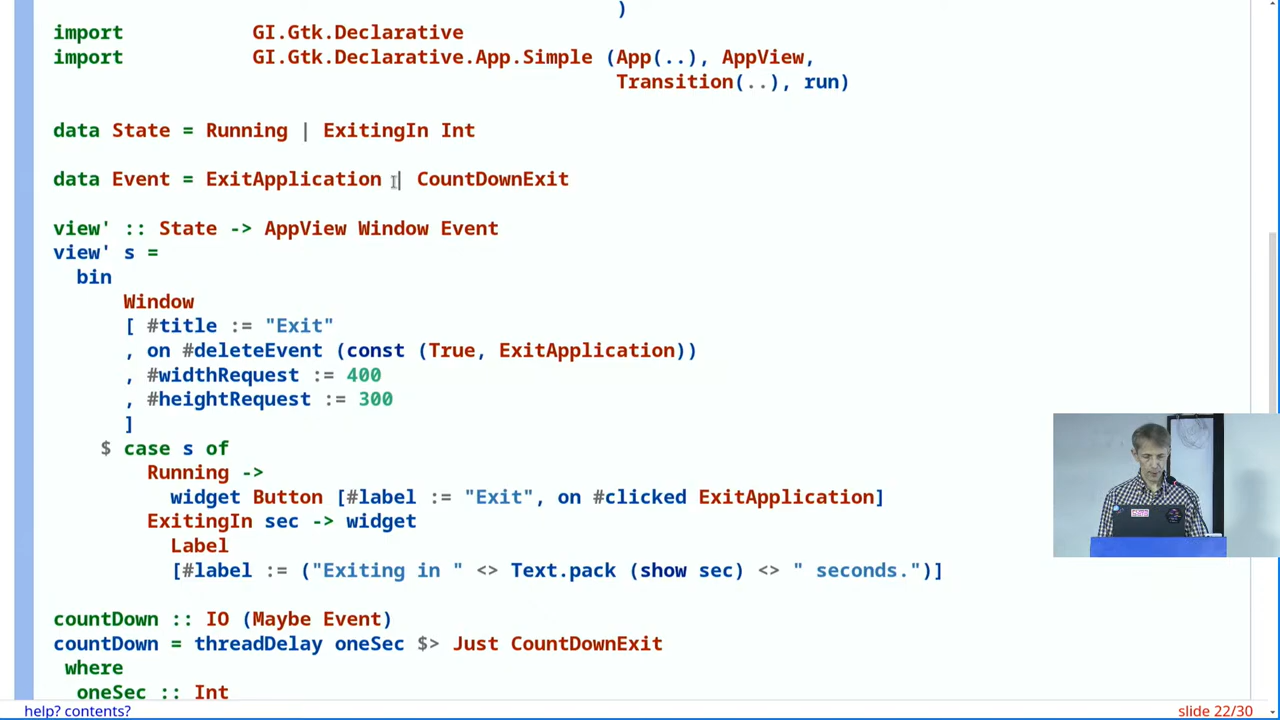 )
import           GI.Gtk.Declarative
import           GI.Gtk.Declarative.App.Simple (App(..), AppView,
Transition(..), run)
data State = Running | ExitingIn Int
data Event = ExitApplication | CountDownExit
view' :: State -> AppView Window Event
view' s =
bin
Window
[ #title := "Exit"
, on #deleteEvent (const (True, ExitApplication))
, #widthRequest := 400
, #heightRequest := 300
]
$ case s of
Running ->
widget Button [#label := "Exit", on #clicked ExitApplication]
ExitingIn sec -> widget
Label
[#label := ("Exiting in " <> Text.pack (show sec) <> " seconds.")]
countDown :: IO (Maybe Event)
countDown = threadDelay oneSec $> Just CountDownExit
where
oneSec :: Int
help? contents?
slide 22/30